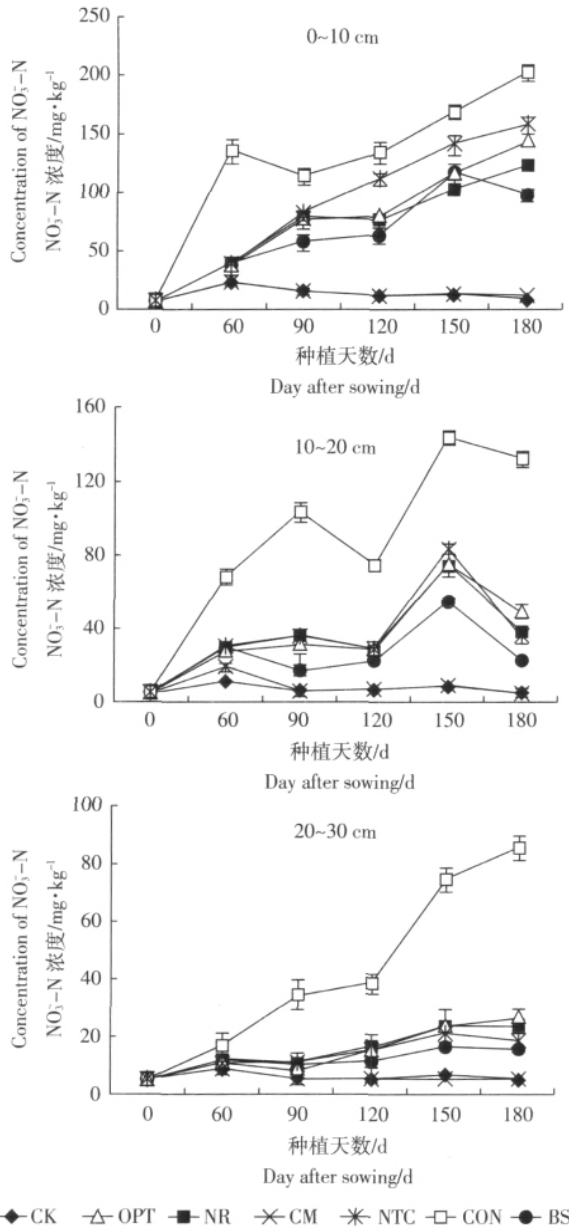 0~10 cm
Concentration of NO₃⁻-N
NO₃⁻-N 浓度/mg•kg⁻¹
250
200
150
100
50
0
0 60 90 120 150 180
种植天数/d
Day after sowing/d
10~20 cm
Concentration of NO₃⁻-N
NO₃⁻-N 浓度/mg•kg⁻¹
160
120
80
40
0
0 60 90 120 150 180
种植天数/d
Day after sowing/d
20~30 cm
Concentration of NO₃⁻-N
NO₃⁻-N 浓度/mg•kg⁻¹
100
80
60
40
20
0
0 60 90 120 150 180
种植天数/d
Day after sowing/d
CK OPT NR CM NTC CON BS